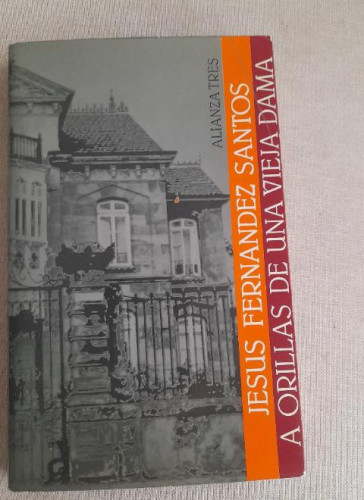 ALIANZA TRES
JESUS FERNANDEZ SANTOS
A ORILLAS DE UNA VIEJA DAMA